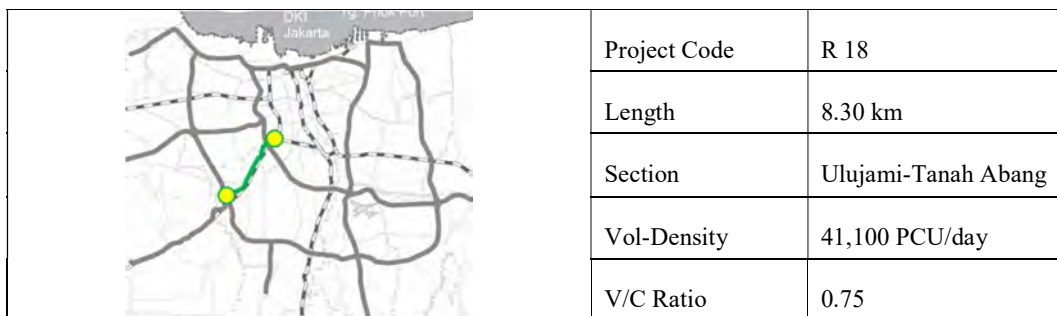 DKI
Jakarta
Project Code R 18
Length 8.30 km
Section Ulujami-Tanah Abang
Vol-Density 41,100 PCU/day
V/C Ratio 0.75